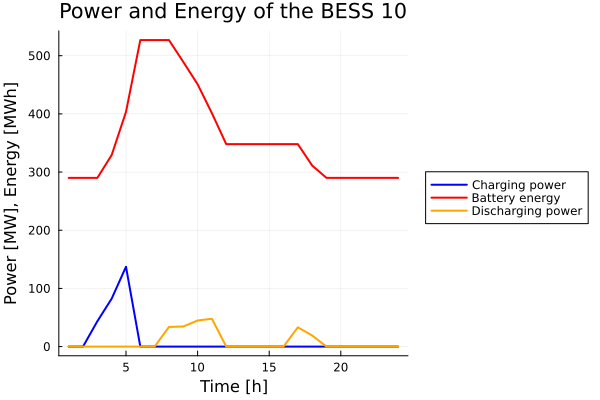 Power and Energy of the BESS 10
Power [MW], Energy [MWh]
500
400
300
200
100
0
5
10
15
20
Time [h]
Charging power
Battery energy
Discharging power